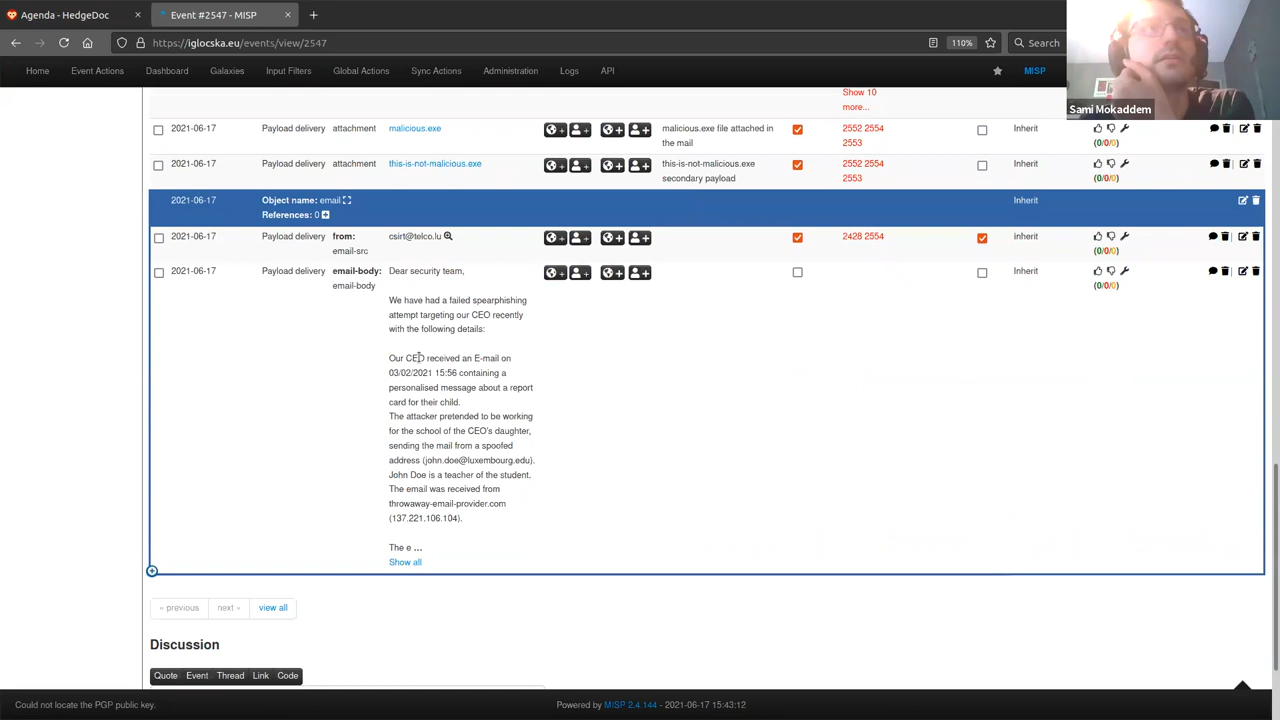 Agenda - HedgeDoc
Event #2547 - MISP
https://iglocska.eu/events/view/2547
110%
Search
Home
Event Actions
Dashboard
Galaxies
Input Filters
Global Actions
Sync Actions
Administration
Logs
API
MISP
Sami Mokaddem
Show 10
more...
2021-06-17 Payload delivery attachment malicious.exe malicious.exe file attached in 2552 2554 Inherit
the mail 2553 (0/0/0)
2021-06-17 Payload delivery attachment this-is-not-malicious.exe this-is-not-malicious.exe 2552 2554 Inherit
secondary payload 2553 (0/0/0)
2021-06-17 Object name: email Inherit
References: 0
2021-06-17 Payload delivery from: csirt@telco.lu 2428 2554 Inherit
email-src (0/0/0)
2021-06-17 Payload delivery email-body: Dear security team, Inherit
email-body (0/0/0)
We have had a failed spearphishing
attempt targeting our CEO recently
with the following details:
Our CEO received an E-mail on
03/02/2021 15:56 containing a
personalised message about a report
card for their child.
The attacker pretended to be working
for the school of the CEO's daughter,
sending the mail from a spoofed
address (john.doe@luxembourg.edu).
John Doe is a teacher of the student.
The email was received from
throwaway-email-provider.com
(137.221.106.104).
The e ...
Show all
« previous
next »
view all
Discussion
Quote
Event
Thread
Link
Code
Could not locate the PGP public key.
Powered by MISP 2.4.144 - 2021-06-17 15:43:12